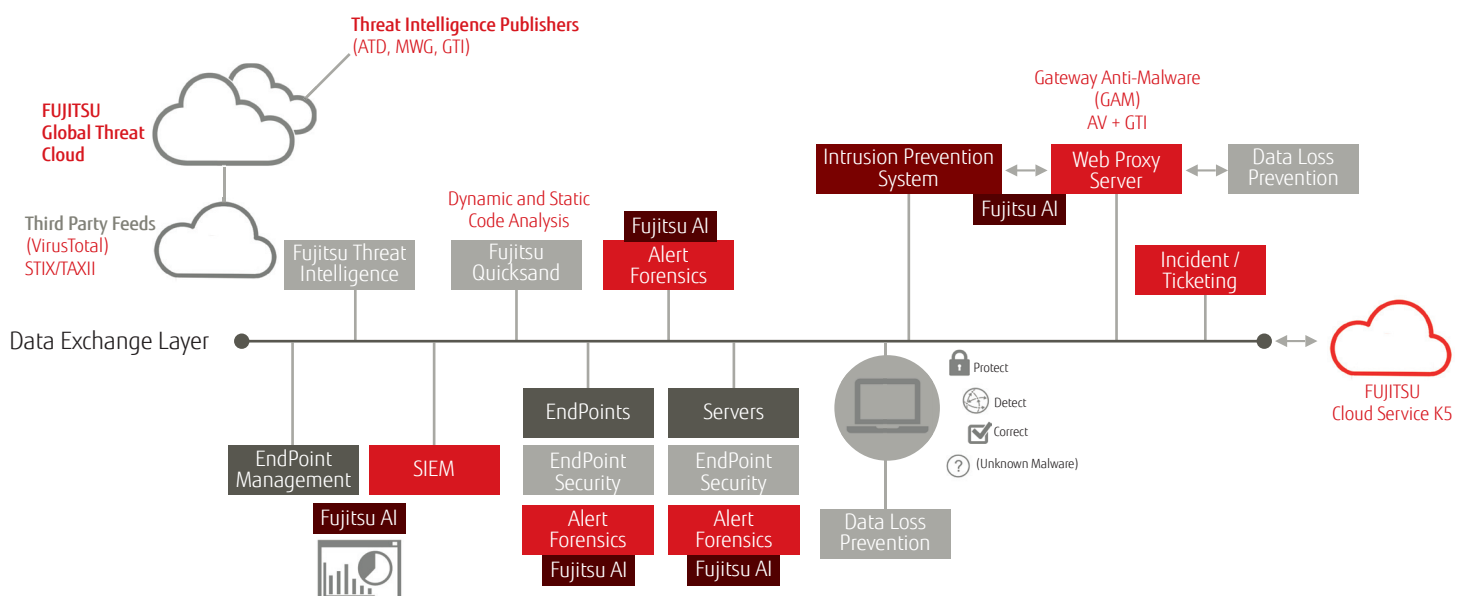 Threat Intelligence Publishers
(ATD, MWG, GTI)
FUJITSU
Global Threat
Cloud
Third Party Feeds
(VirusTotal)
STIX/TAXII
Fujitsu Threat
Intelligence
Dynamic and Static
Code Analysis
Fujitsu
Quicksand
Fujitsu AI
Alert
Forensics
Gateway Anti-Malware
(GAM)
AV + GTI
Intrusion Prevention
System
Web Proxy
Server
Data Loss
Prevention
Fujitsu AI
Incident /
Ticketing
Data Exchange Layer
FUJITSU
Cloud Service K5
EndPoint
Management
SIEM
Fujitsu AI
EndPoints
EndPoint
Security
Alert
Forensics
Fujitsu AI
Servers
EndPoint
Security
Alert
Forensics
Fujitsu AI
Protect
Detect
Correct
? (Unknown Malware)
Data Loss
Prevention